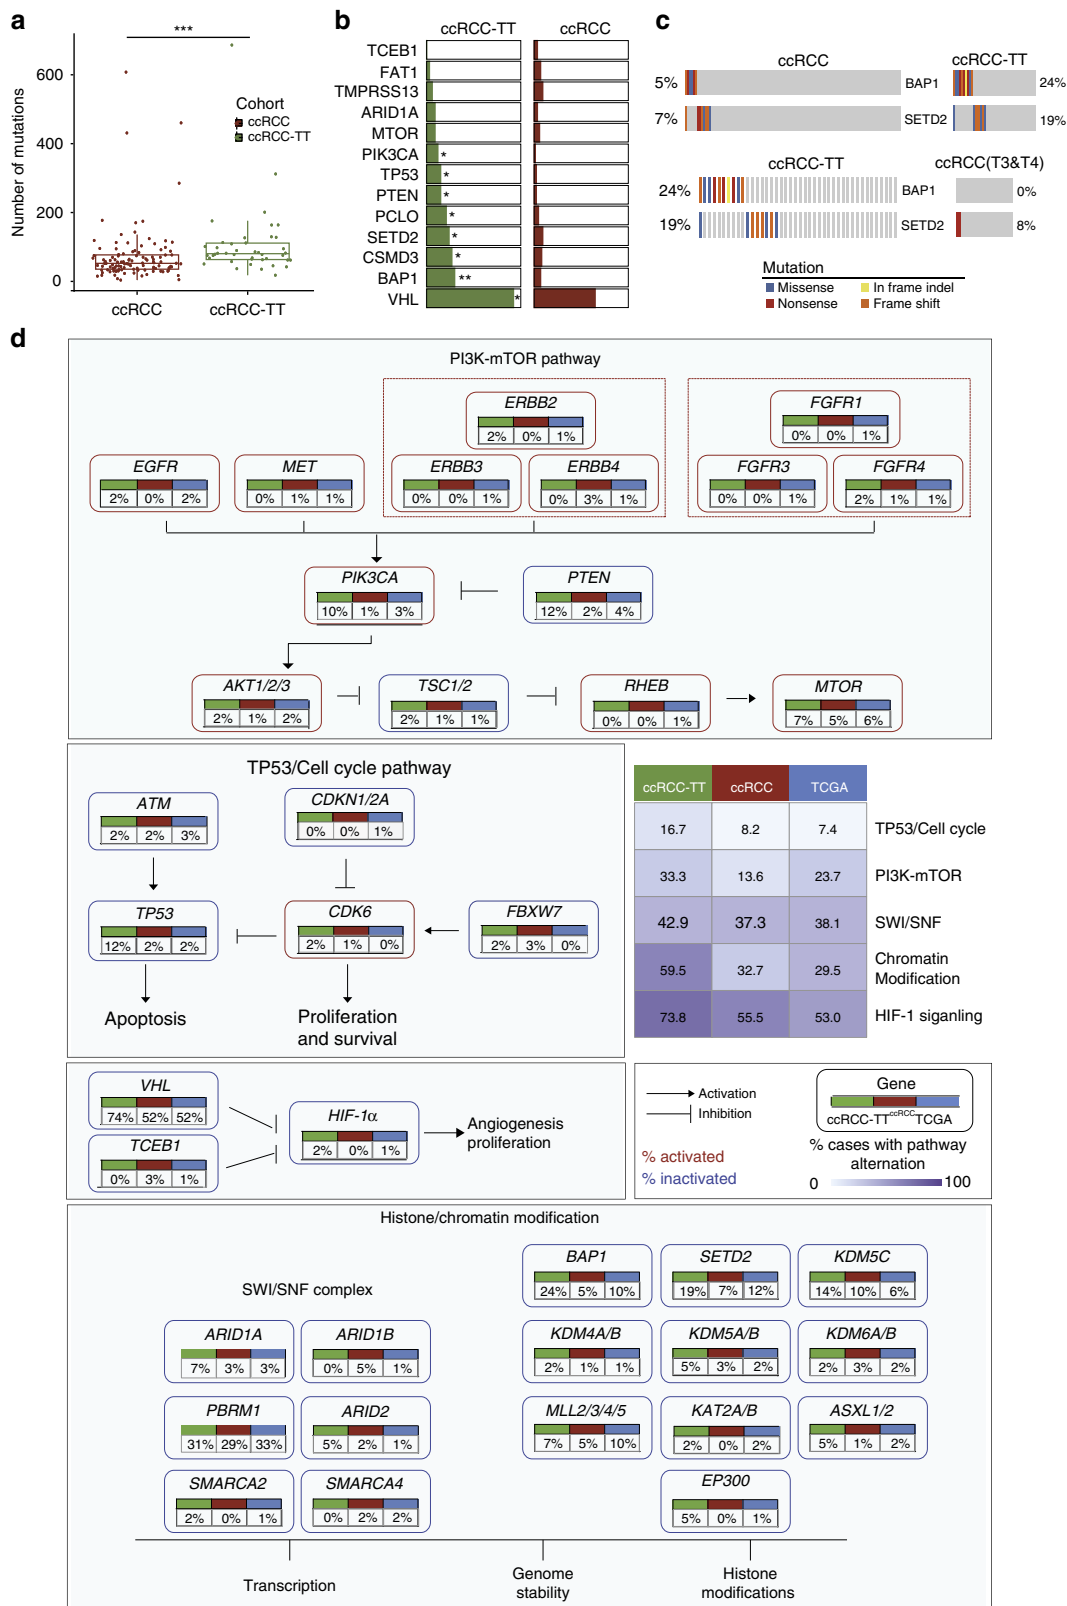 a
***
Number of mutations
600
400
200
0
Cohort
ccRCC
ccRCC-TT
ccRCC
ccRCC-TT
b
ccRCC-TT
ccRCC
TCEB1
FAT1
TMPRSS13
ARID1A
MTOR
PIK3CA *
TP53 *
PTEN *
PCLO *
SETD2 *
CSMD3 *
BAP1 **
VHL *
c
ccRCC
ccRCC-TT
5% BAP1 24%
7% SETD2 19%
ccRCC-TT
ccRCC(T3&T4)
24% BAP1 0%
19% SETD2 8%
Mutation
Missense
In frame indel
Nonsense
Frame shift
d
PI3K-mTOR pathway
ERBB2
2% 0% 1%
FGFR1
0% 0% 1%
EGFR
2% 0% 2%
MET
0% 1% 1%
ERBB3
0% 0% 1%
ERBB4
0% 3% 1%
FGFR3
0% 0% 1%
FGFR4
2% 1% 1%
PIK3CA
10% 1% 3%
PTEN
12% 2% 4%
AKT1/2/3
2% 1% 2%
TSC1/2
2% 1% 1%
RHEB
0% 0% 1%
MTOR
7% 5% 6%
TP53/Cell cycle pathway
ATM
2% 2% 3%
CDKN1/2A
0% 0% 1%
TP53
12% 2% 2%
CDK6
2% 1% 0%
FBXW7
2% 3% 0%
Apoptosis
Proliferation
and survival
ccRCC-TT ccRCC TCGA
16.7 8.2 7.4 TP53/Cell cycle
33.3 13.6 23.7 PI3K-mTOR
42.9 37.3 38.1 SWI/SNF
59.5 32.7 29.5 Chromatin
Modification
73.8 55.5 53.0 HIF-1 siganling
VHL
74% 52% 52%
TCEB1
0% 3% 1%
HIF-1α
2% 0% 1%
Angiogenesis
proliferation
Activation
Inhibition
% activated
% inactivated
Gene
ccRCC-TT ccRCC TCGA
% cases with pathway
alternation
0 100
Histone/chromatin modification
SWI/SNF complex
ARID1A
7% 3% 3%
ARID1B
0% 5% 1%
PBRM1
31% 29% 33%
ARID2
5% 2% 1%
SMARCA2
2% 0% 1%
SMARCA4
0% 2% 2%
BAP1
24% 5% 10%
SETD2
19% 7% 12%
KDM5C
14% 10% 6%
KDM4A/B
2% 1% 1%
KDM5A/B
5% 3% 2%
KDM6A/B
2% 3% 2%
MLL2/3/4/5
7% 5% 10%
KAT2A/B
2% 0% 2%
ASXL1/2
5% 1% 2%
EP300
5% 0% 1%
Transcription
Genome
stability
Histone
modifications